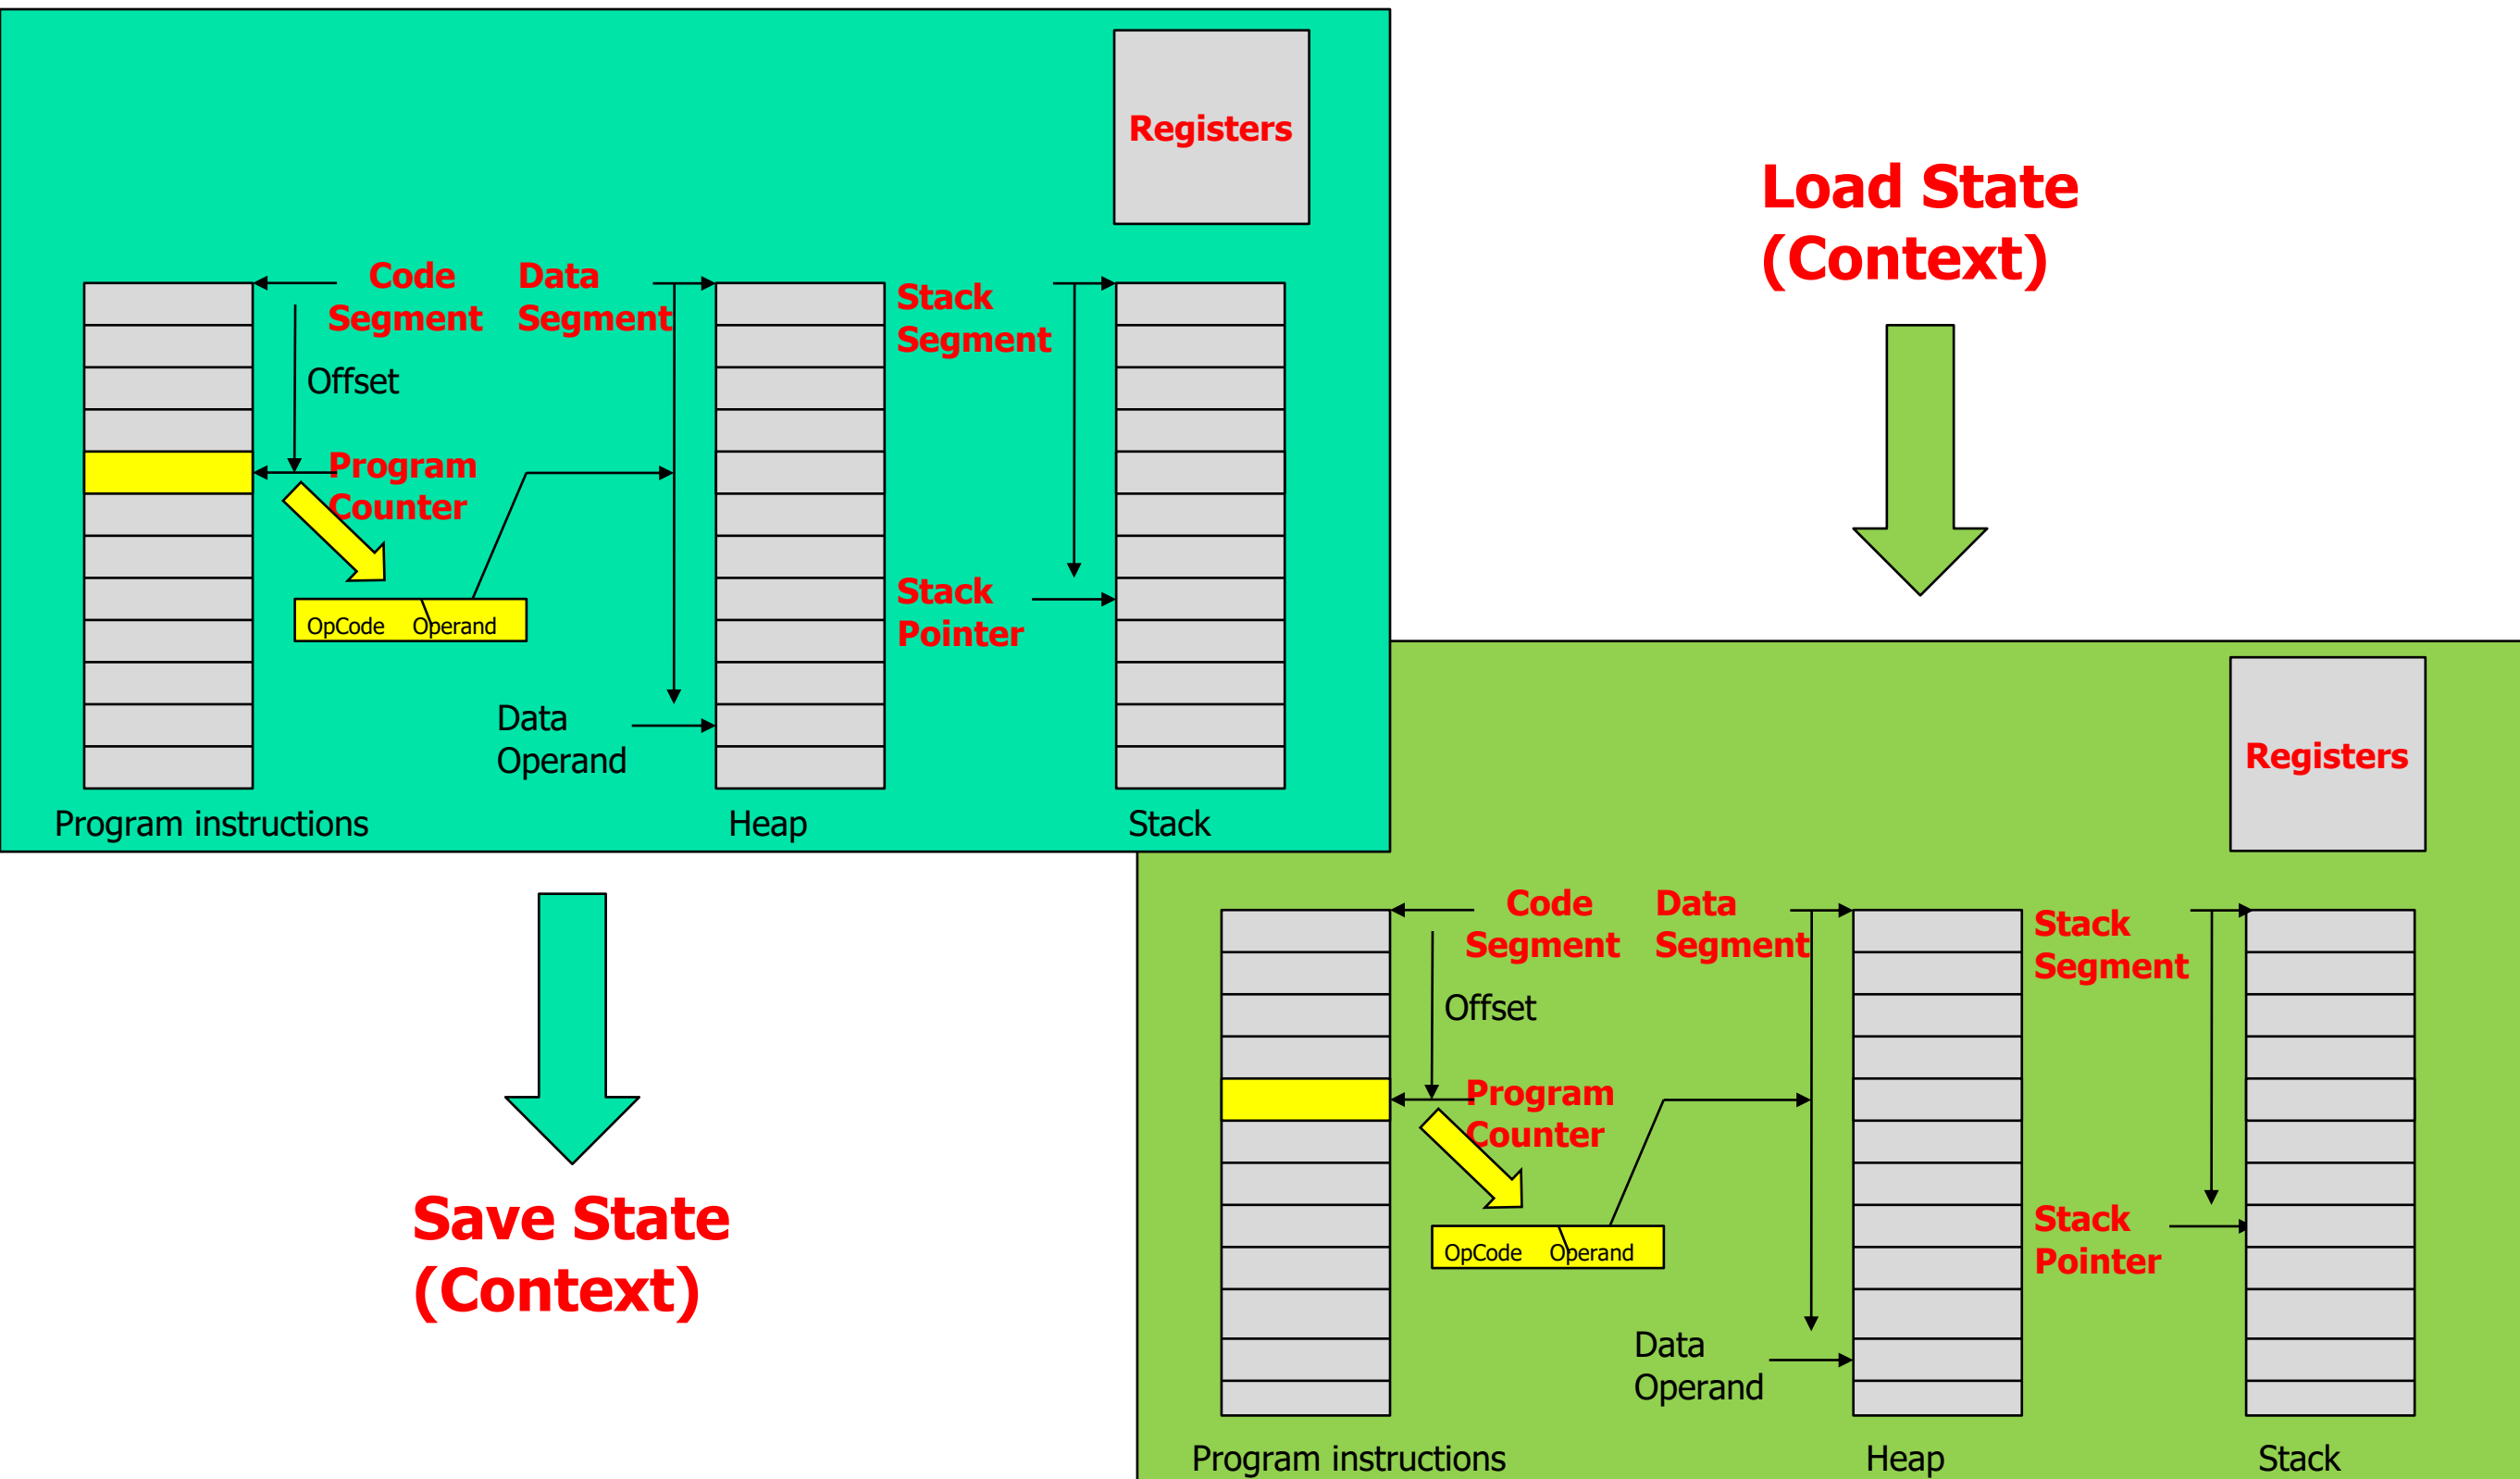 Registers
Load State
(Context)
Code
Segment
Data
Segment
Stack
Segment
Offset
Program
Counter
Stack
Pointer
OpCode Operand
Data
Operand
Program instructions
Heap
Stack
Registers
Code
Segment
Data
Segment
Stack
Segment
Offset
Program
Counter
Save State
(Context)
Stack
Pointer
OpCode Operand
Data
Operand
Program instructions
Heap
Stack